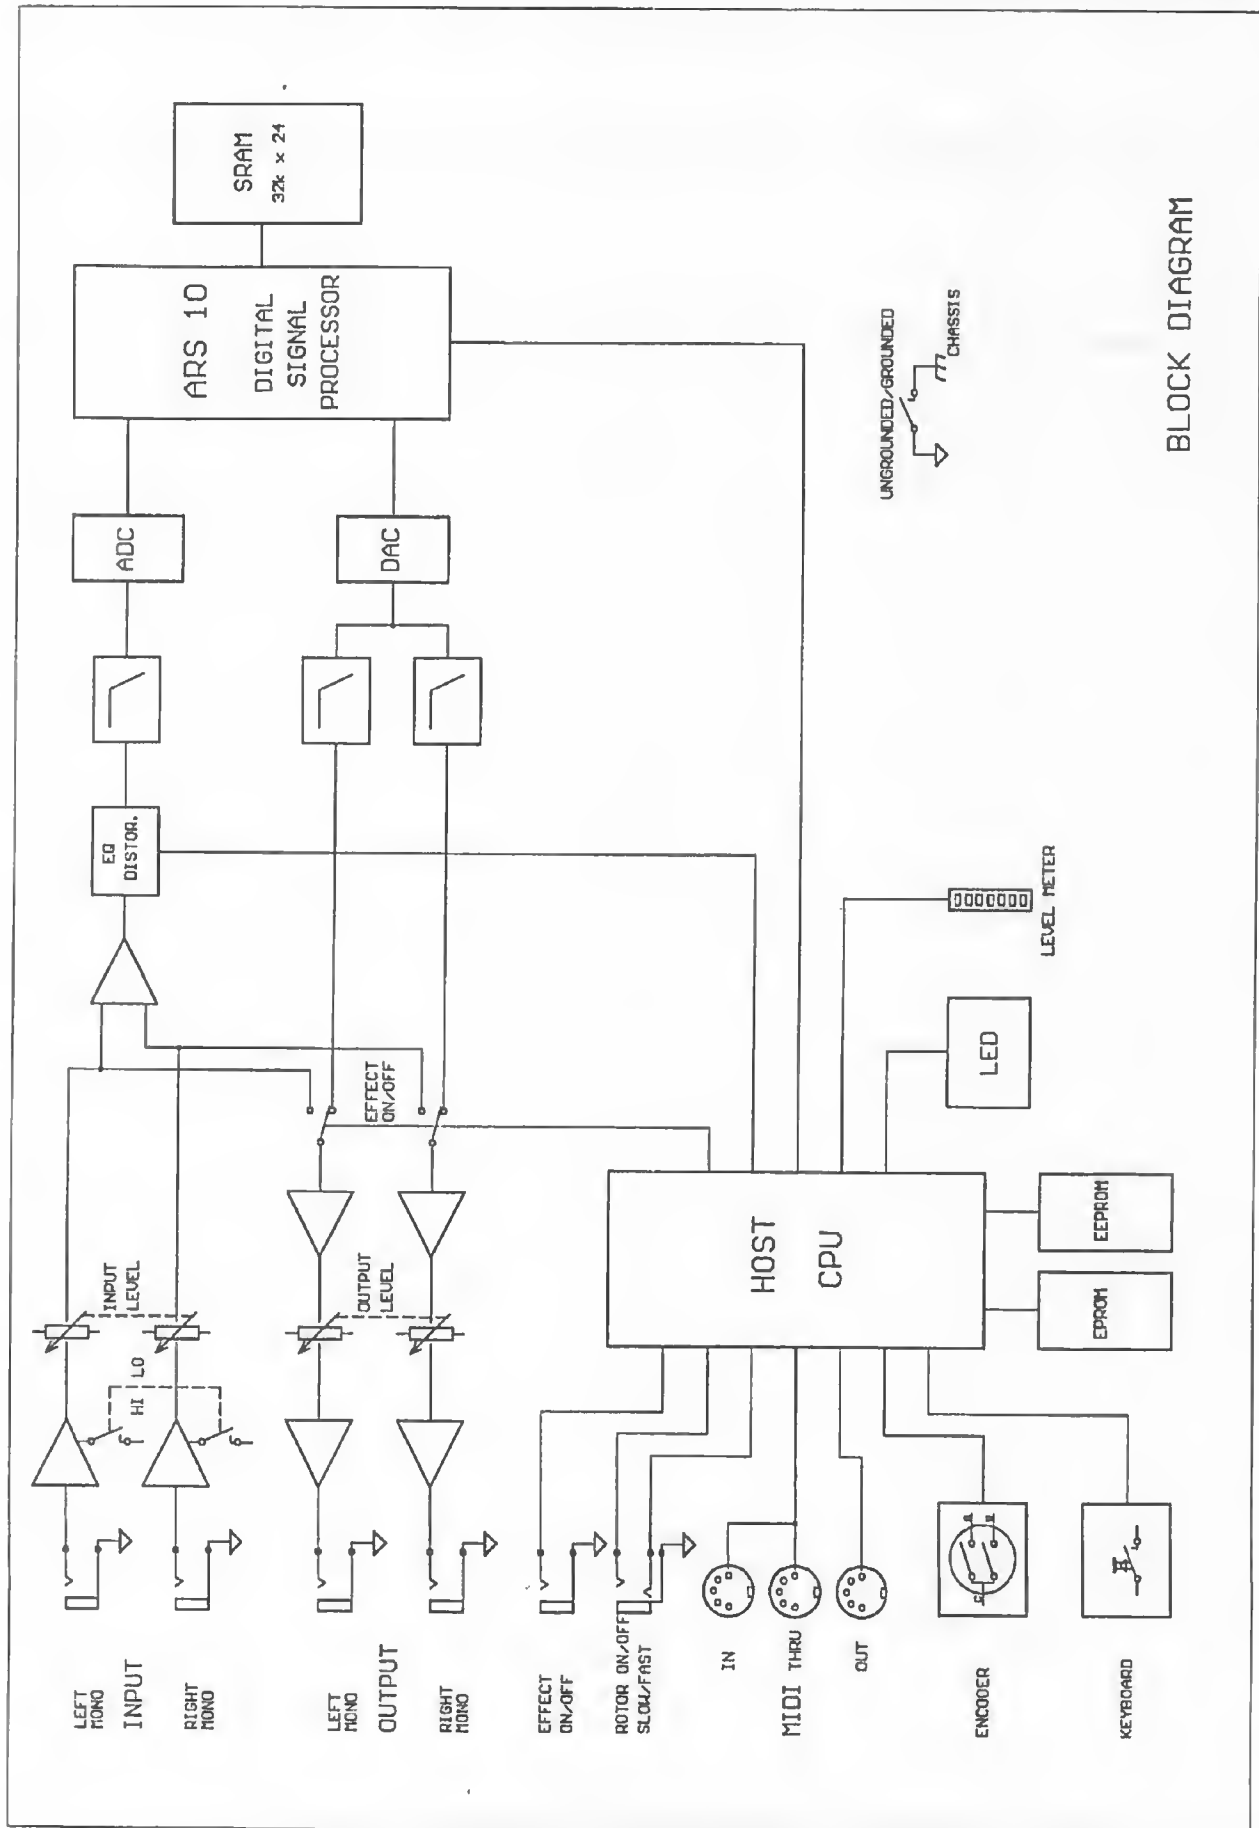 LEFT
MONO
INPUT
RIGHT
MONO
HI
LO
INPUT
LEVEL
EQ
DISTOR.
ADC
ARS 10
DIGITAL
SIGNAL
PROCESSOR
SRAM
32k x 24
LEFT
MONO
OUTPUT
RIGHT
MONO
OUTPUT
LEVEL
EFFECT
ON/OFF
DAC
EFFECT
ON/OFF
ROTOR ON/OFF
SLOW/FAST
IN
MIDI THRU
OUT
HOST
CPU
ENCODER
KEYBOARD
EPROM
EEPROM
LED
LEVEL METER
UNGROUNDED/GROUNDED
CHASSIS
BLOCK DIAGRAM